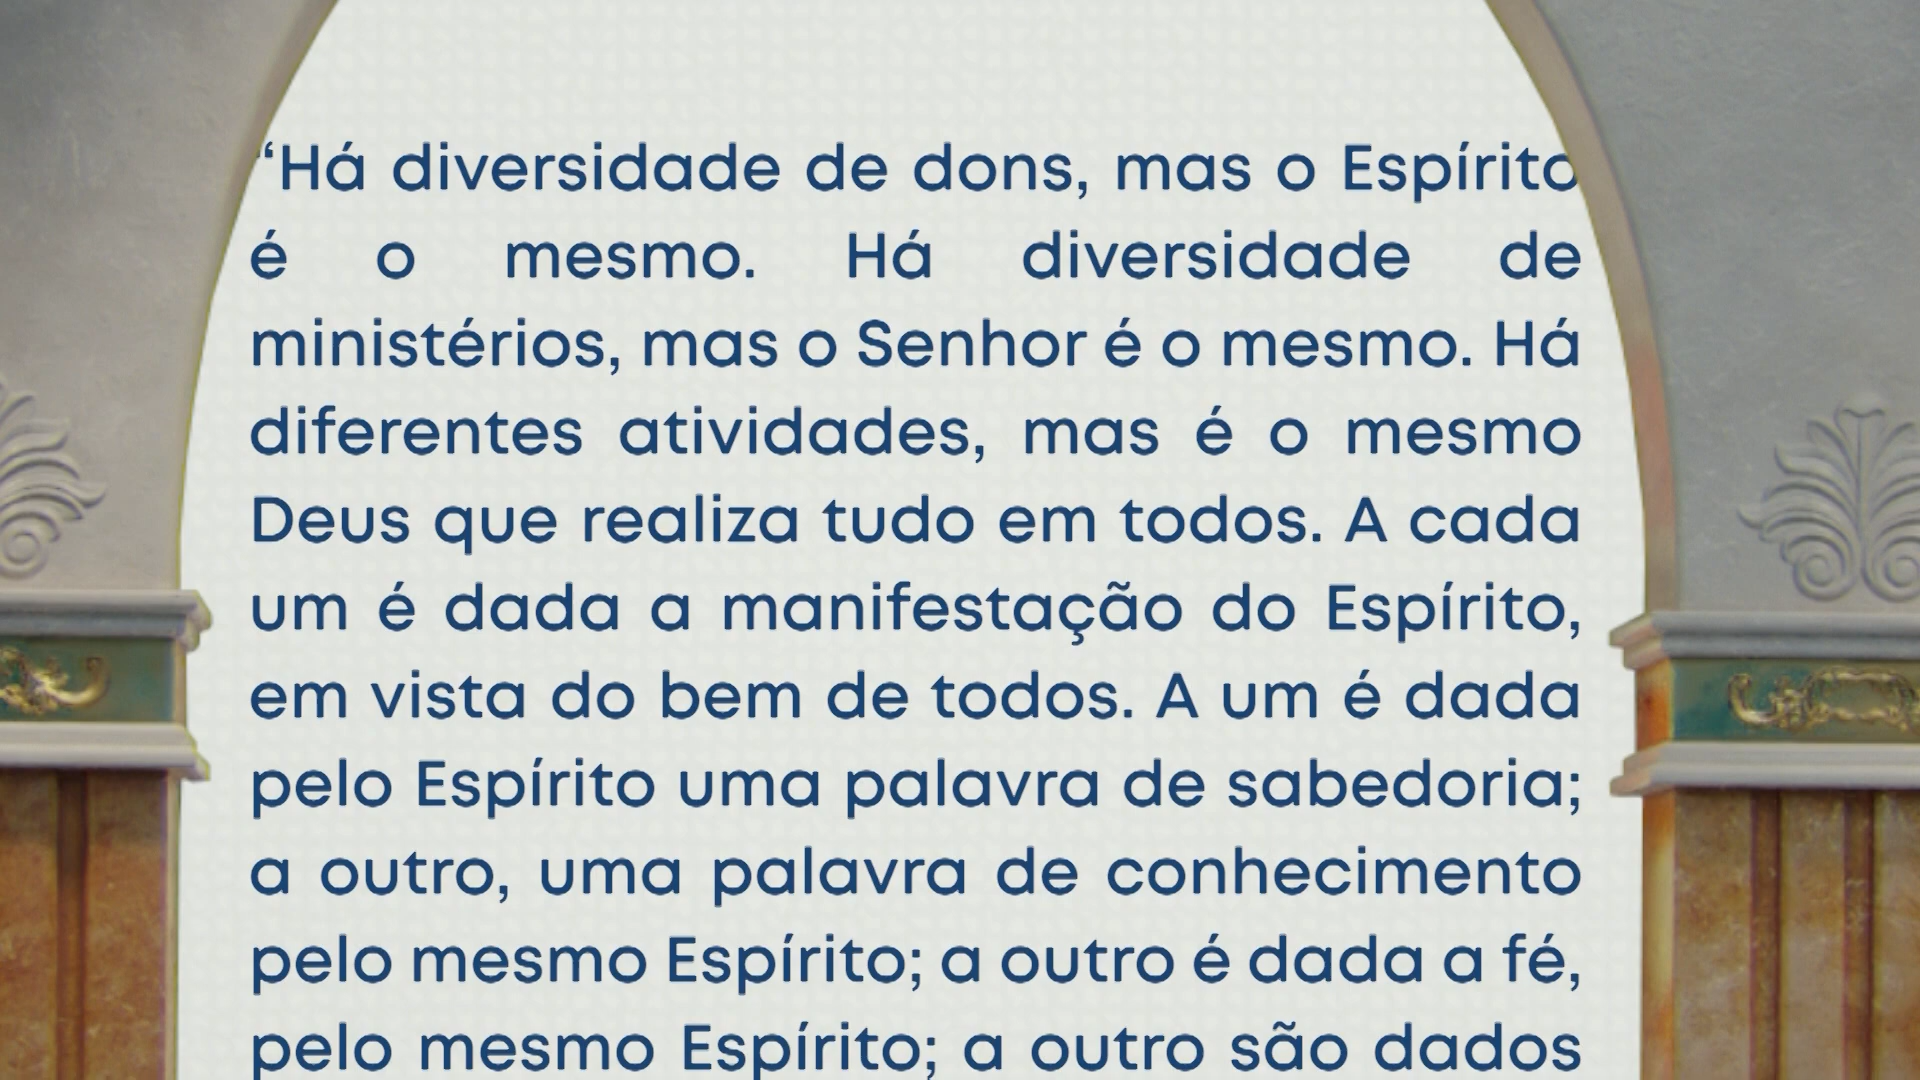 “Há diversidade de dons, mas o Espírito
é o mesmo. Há diversidade de
ministérios, mas o Senhor é o mesmo. Há
diferentes atividades, mas é o mesmo
Deus que realiza tudo em todos. A cada
um é dada a manifestação do Espírito,
em vista do bem de todos. A um é dada
pelo Espírito uma palavra de sabedoria;
a outro, uma palavra de conhecimento
pelo mesmo Espírito; a outro é dada a fé,
pelo mesmo Espírito; a outro são dados